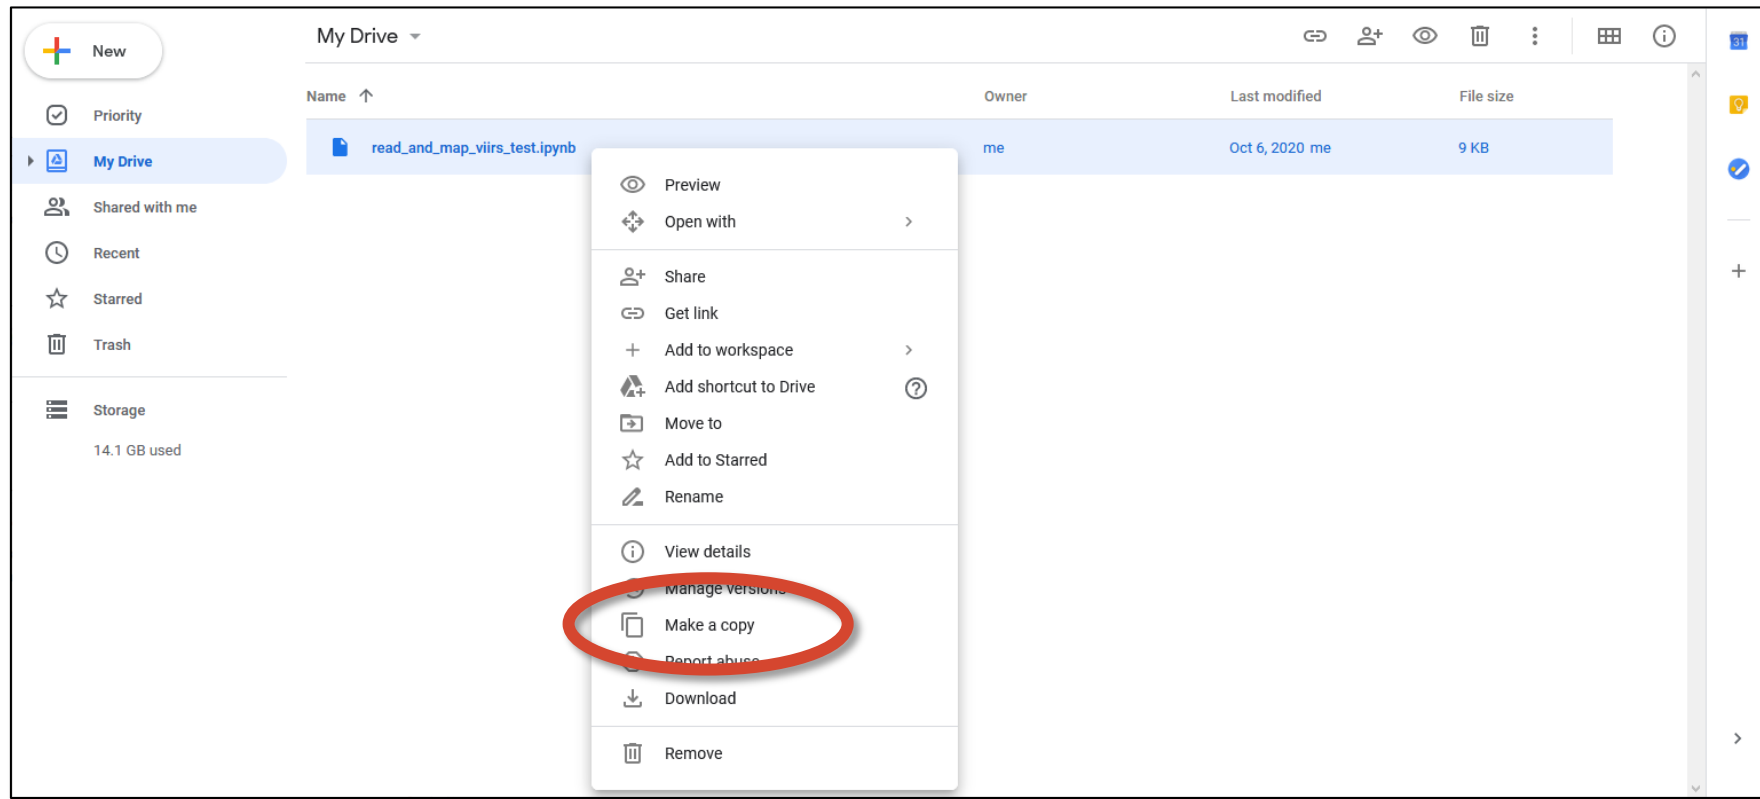 New
My Drive
31
Name
Owner
Last modified
File size
Priority
read_and_map_viirs_test.ipynb
me
Oct 6, 2020 me
9 KB
My Drive
Shared with me
Recent
Starred
Trash
Storage
14.1 GB used
Preview
Open with
Share
Get link
Add to workspace
Add shortcut to Drive
Move to
Add to Starred
Rename
View details
Manage versions
Make a copy
Report abuse
Download
Remove